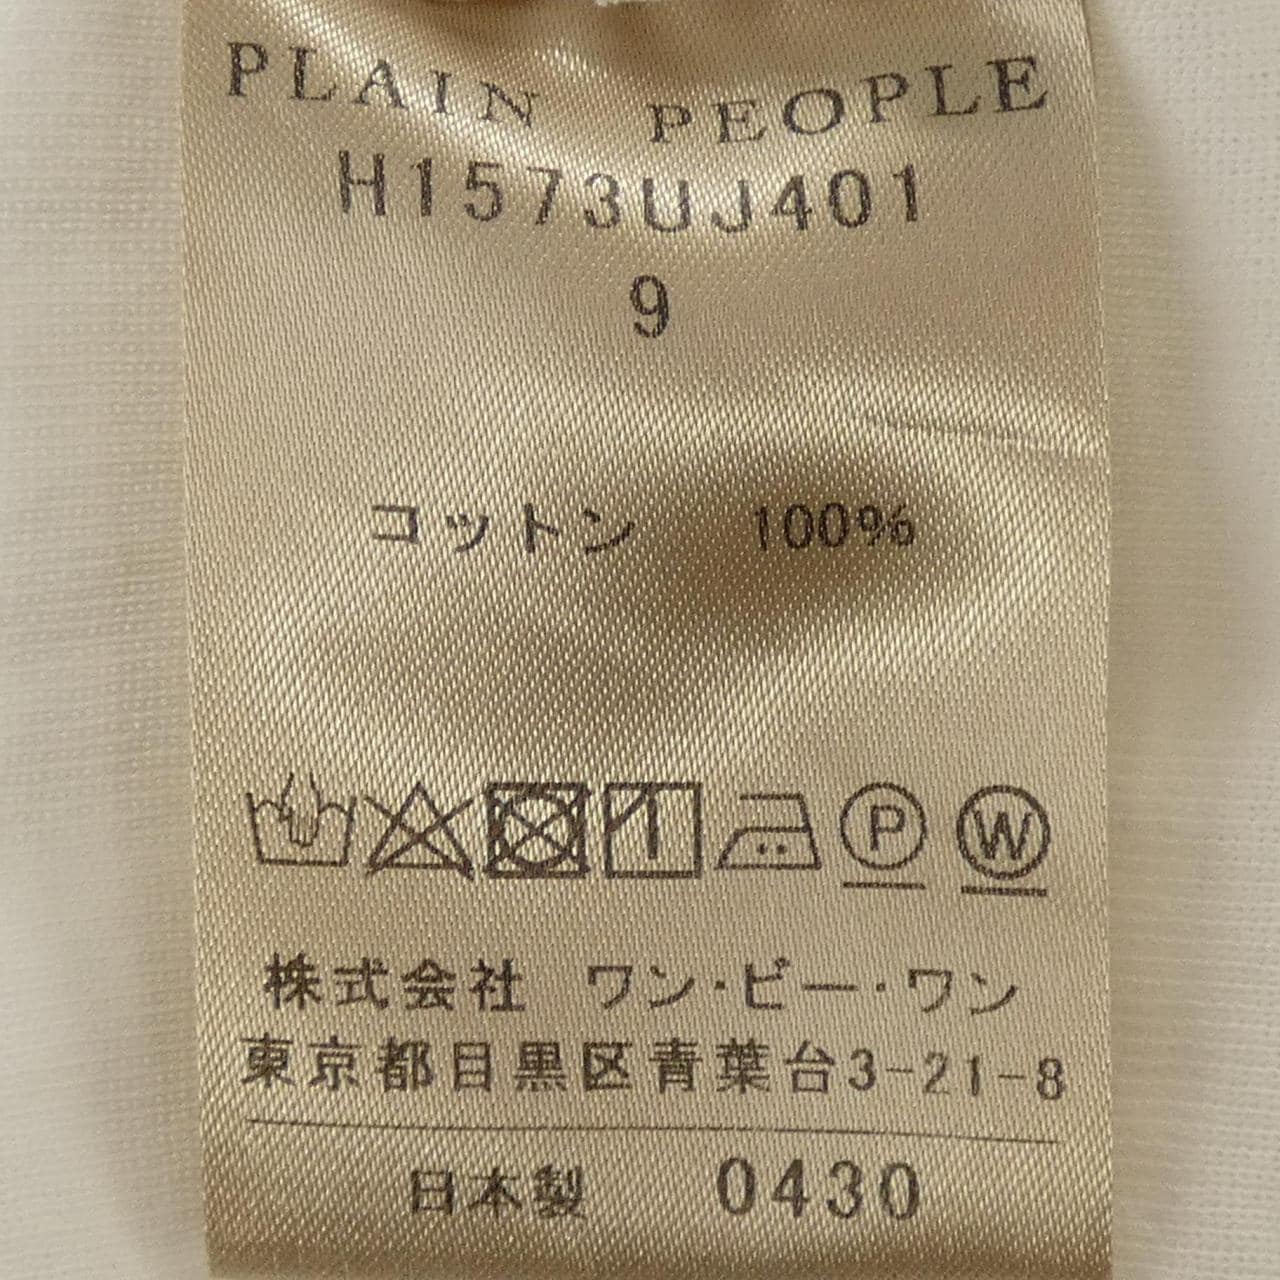 PLAIN PEOPLE
H1573UJ401
9
コットン 100%
P W
株式会社 ワン・ビー・ワン
東京都目黒区青葉台3-21-8
日本製 0430